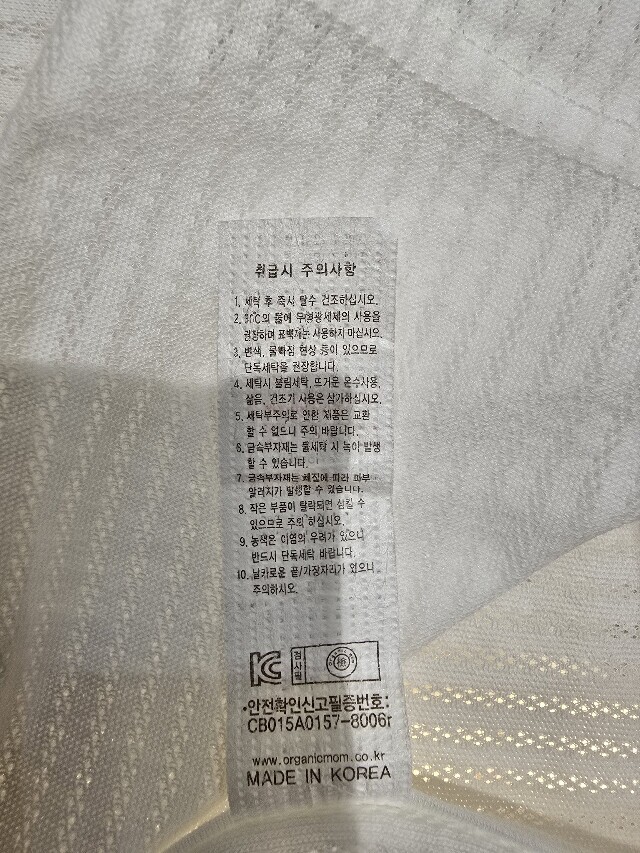 취급시 주의사항
1. 세탁 후 즉시 탈수 건조하십시오.
2. 30°C의 물에 무형광세제의 사용을
권장하며 표백제는 사용하지 마십시오.
3. 변색, 물빠짐 현상 등이 있으므로
단독세탁을 권장합니다.
4. 세탁시 불림세탁, 뜨거운 온수사용,
삶음, 건조기 사용은 삼가하십시오.
5. 세탁부주의로 인한 제품은 교환
할 수 없으니 주의 바랍니다.
6. 금속부자재는 물세탁 시 녹이 발생
할 수 있습니다.
7. 금속부자재는 체질에 따라 피부
알러지가 발생할 수 있습니다.
8. 작은 부품이 탈락되면 삼킬 수
있으므로 주의 하십시오.
9. 농색은 이염의 우려가 있으니
반드시 단독세탁 바랍니다.
10. 날카로운 끝/가장자리가 있으니
주의하시오.
검사필
•안전확인신고필증번호:
CB015A0157-8006r
www.organicmom.co.kr
MADE IN KOREA